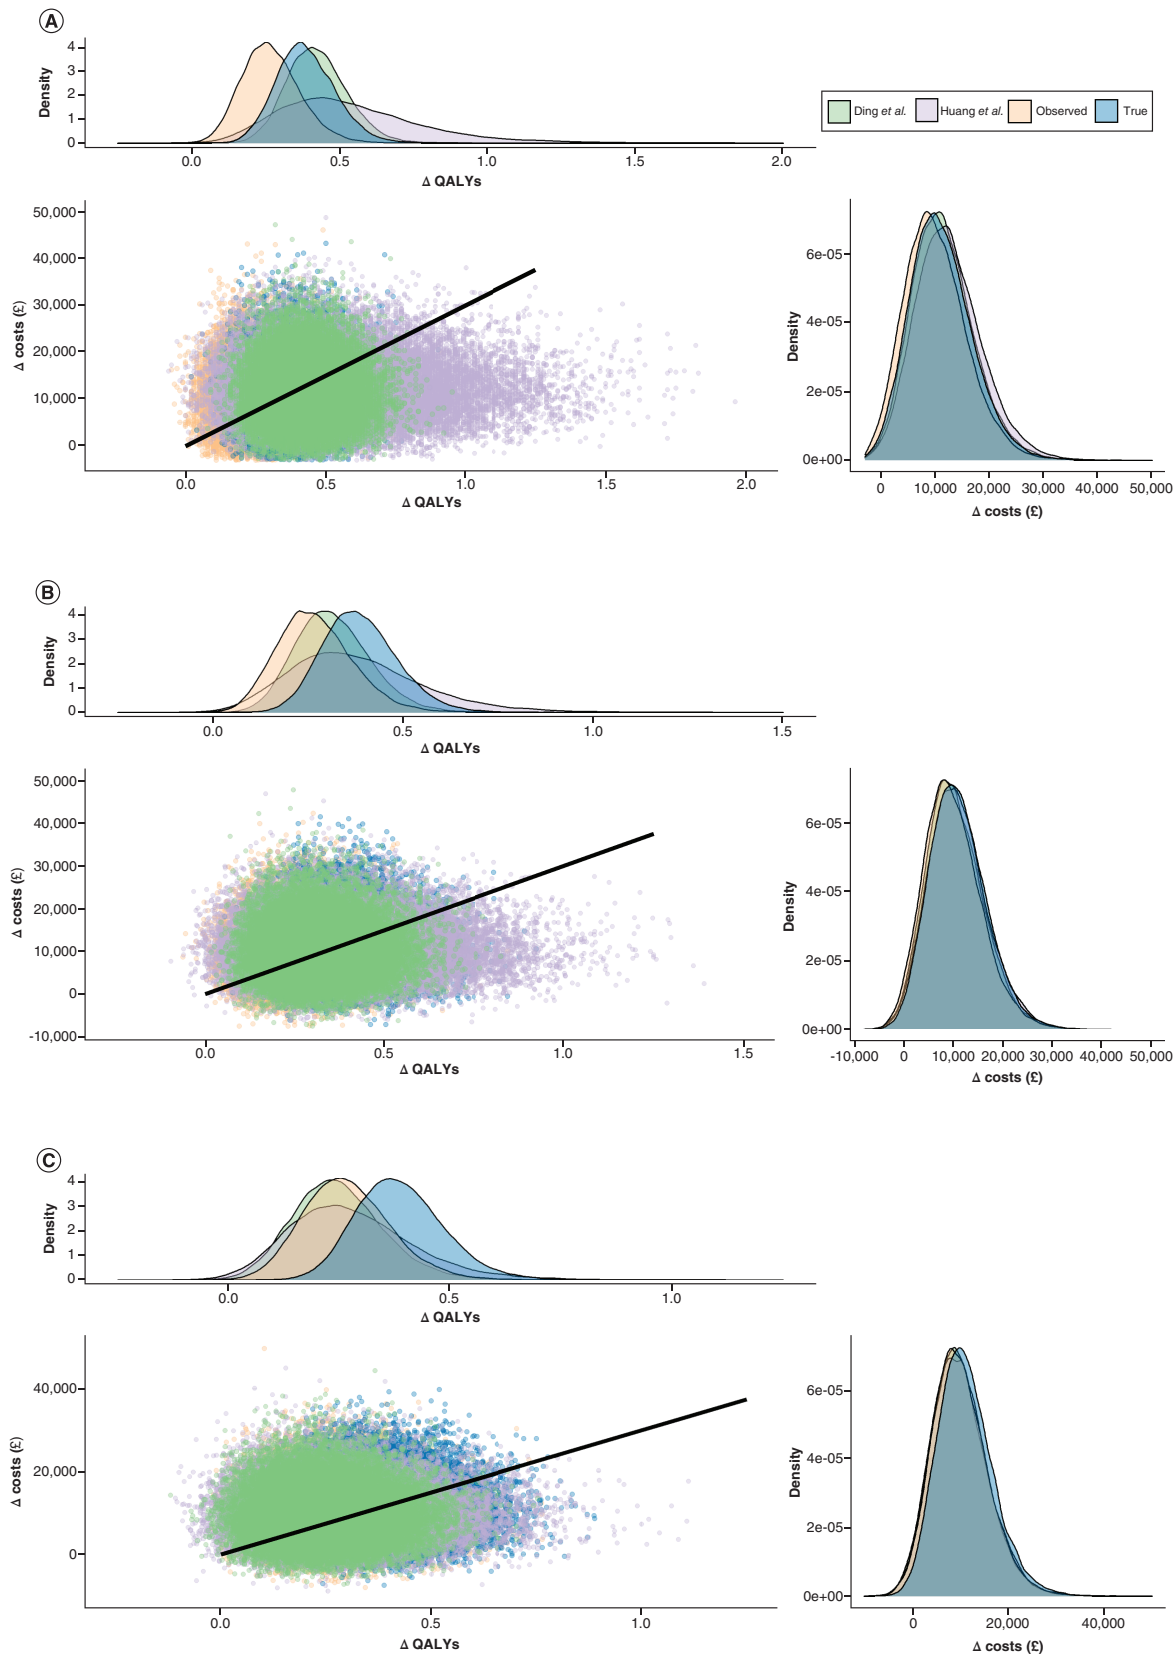 A
Density
4
3
2
1
0
0.0 0.5 1.0 1.5 2.0
Δ QALYs
Ding et al. Huang et al. Observed True
Δ costs (£)
50,000
40,000
30,000
20,000
10,000
0
0.0 0.5 1.0 1.5 2.0
Δ QALYs
Density
6e-05
4e-05
2e-05
0e+00
0 10,000 20,000 30,000 40,000 50,000
Δ costs (£)
B
Density
4
3
2
1
0
0.0 0.5 1.0 1.5
Δ QALYs
Δ costs (£)
50,000
40,000
30,000
20,000
10,000
0
-10,000
0.0 0.5 1.0 1.5
Δ QALYs
Density
6e-05
4e-05
2e-05
0e+00
-10,000 0 10,000 20,000 30,000 40,000 50,000
Δ costs (£)
C
Density
4
3
2
1
0
0.0 0.5 1.0
Δ QALYs
Δ costs (£)
40,000
20,000
0
0.0 0.5 1.0
Δ QALYs
Density
6e-05
4e-05
2e-05
0e+00
0 20,000 40,000
Δ costs (£)